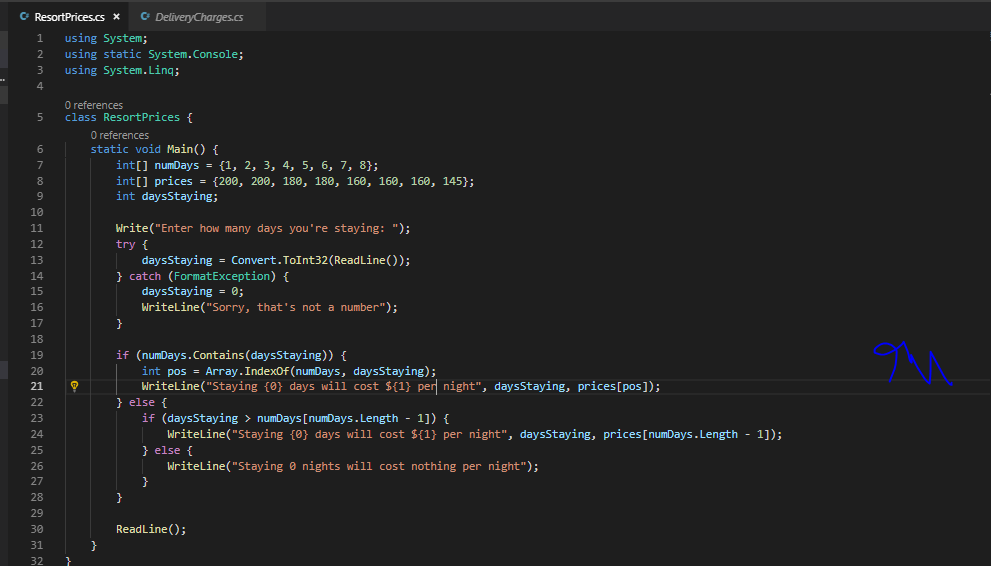 ResortPrices.cs × DeliveryCharges.cs
1 using System;
2 using static System.Console;
3 using System.Linq;
4
0 references
5 class ResortPrices {
0 references
6 static void Main() {
7 int[] numDays = {1, 2, 3, 4, 5, 6, 7, 8};
8 int[] prices = {200, 200, 180, 180, 160, 160, 160, 145};
9 int daysStaying;
10
11 Write("Enter how many days you're staying: ");
12 try {
13 daysStaying = Convert.ToInt32(ReadLine());
14 } catch (FormatException) {
15 daysStaying = 0;
16 WriteLine("Sorry, that's not a number");
17 }
18
19 if (numDays.Contains(daysStaying)) {
20 int pos = Array.IndexOf(numDays, daysStaying);
21 WriteLine("Staying {0} days will cost ${1} per night", daysStaying, prices[pos]);
22 } else {
23 if (daysStaying > numDays[numDays.Length - 1]) {
24 WriteLine("Staying {0} days will cost ${1} per night", daysStaying, prices[numDays.Length - 1]);
25 } else {
26 WriteLine("Staying 0 nights will cost nothing per night");
27 }
28 }
29
30 ReadLine();
31 }
32 }